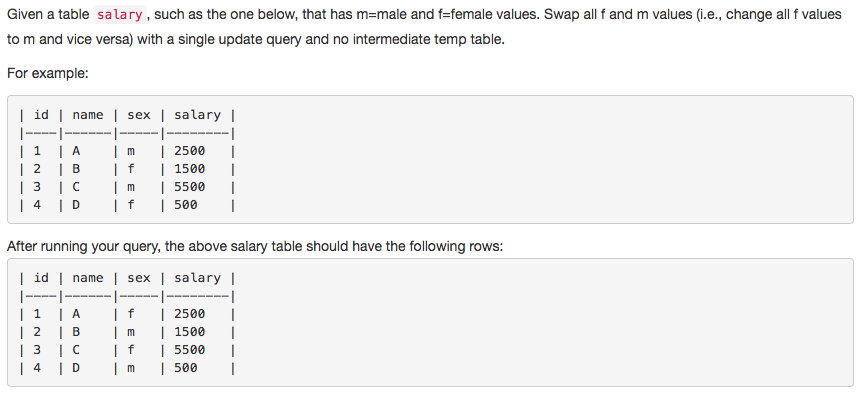 Given a table salary , such as the one below, that has m=male and f=female values. Swap all f and m values (i.e., change all f values
to m and vice versa) with a single update query and no intermediate temp table.
For example:
| id | name | sex | salary |
|----|------|-----|--------|
| 1 | A | m | 2500 |
| 2 | B | f | 1500 |
| 3 | C | m | 5500 |
| 4 | D | f | 500 |
After running your query, the above salary table should have the following rows:
| id | name | sex | salary |
|----|------|-----|--------|
| 1 | A | f | 2500 |
| 2 | B | m | 1500 |
| 3 | C | f | 5500 |
| 4 | D | m | 500 |